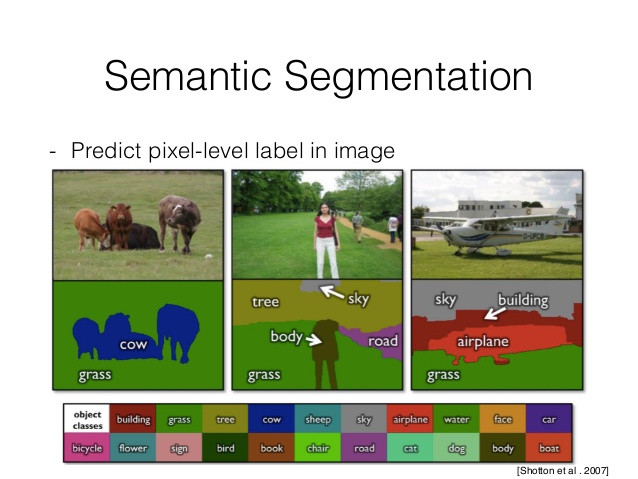 Semantic Segmentation
- Predict pixel-level label in image
cow
grass
tree
sky
body
road
grass
sky
building
airplane
grass
object classes building grass tree cow sheep sky airplane water face car
bicycle flower sign bird book chair road cat dog body boat
[Shotton et al . 2007]